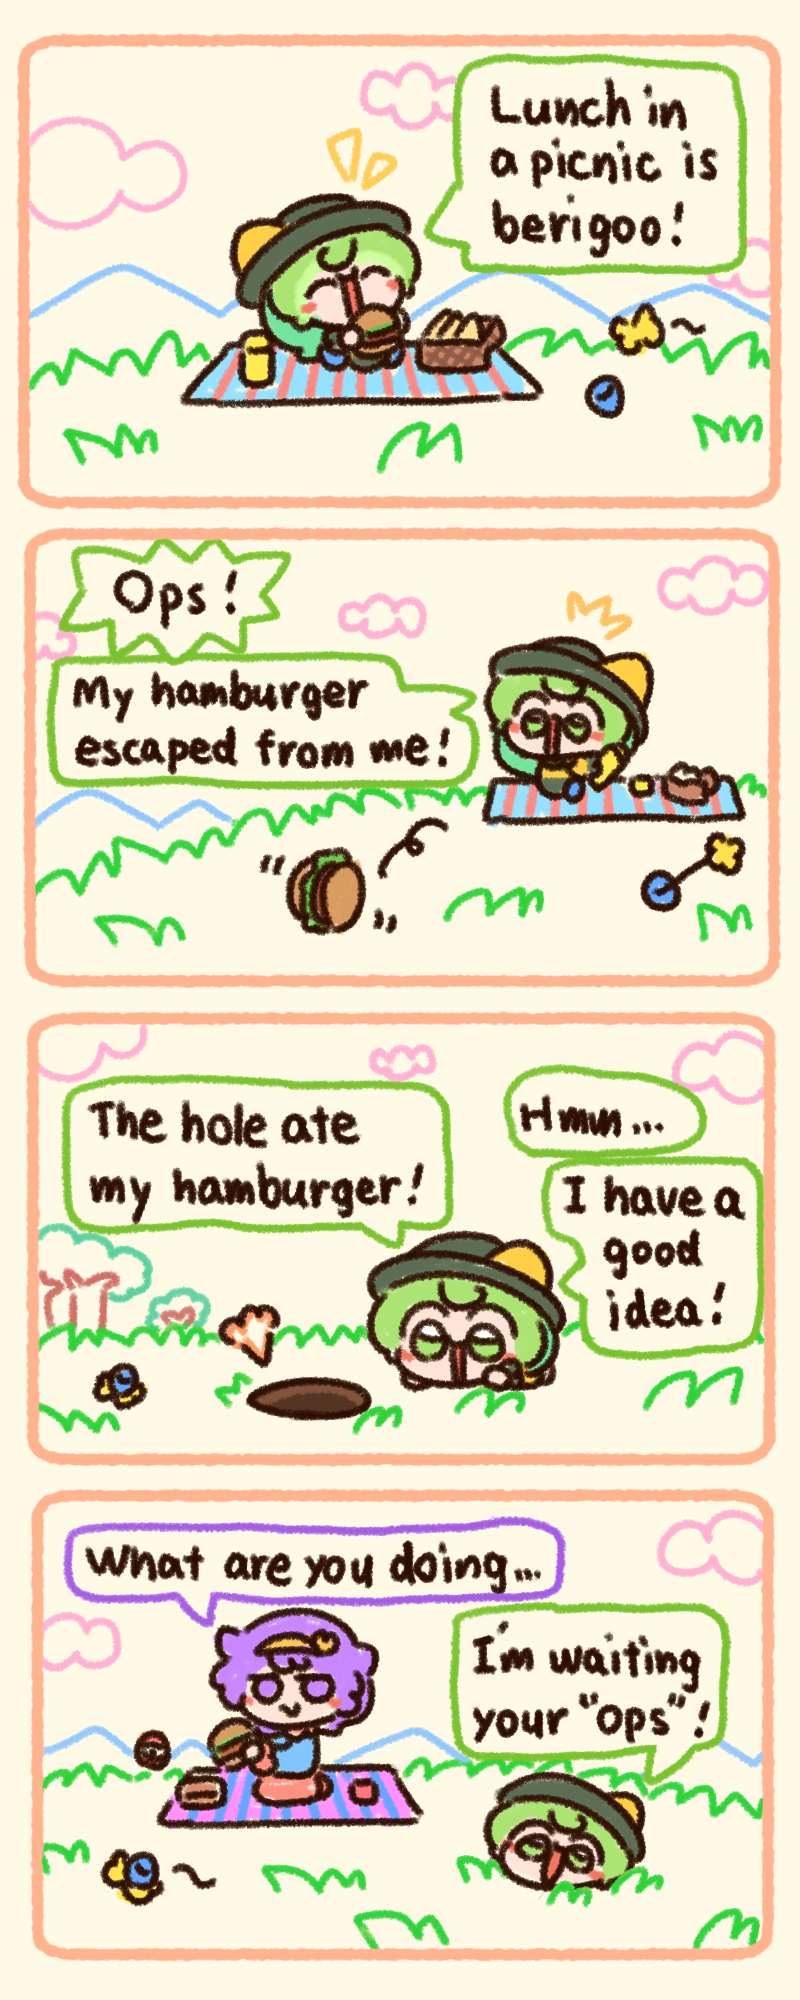 Lunch in
a picnic is
berigoo!
Ops!
My hamburger
escaped from me!
The hole ate
my hamburger!
Hmm...
I have a
good
idea!
What are you doing...
I'm waiting
your "Ops"!